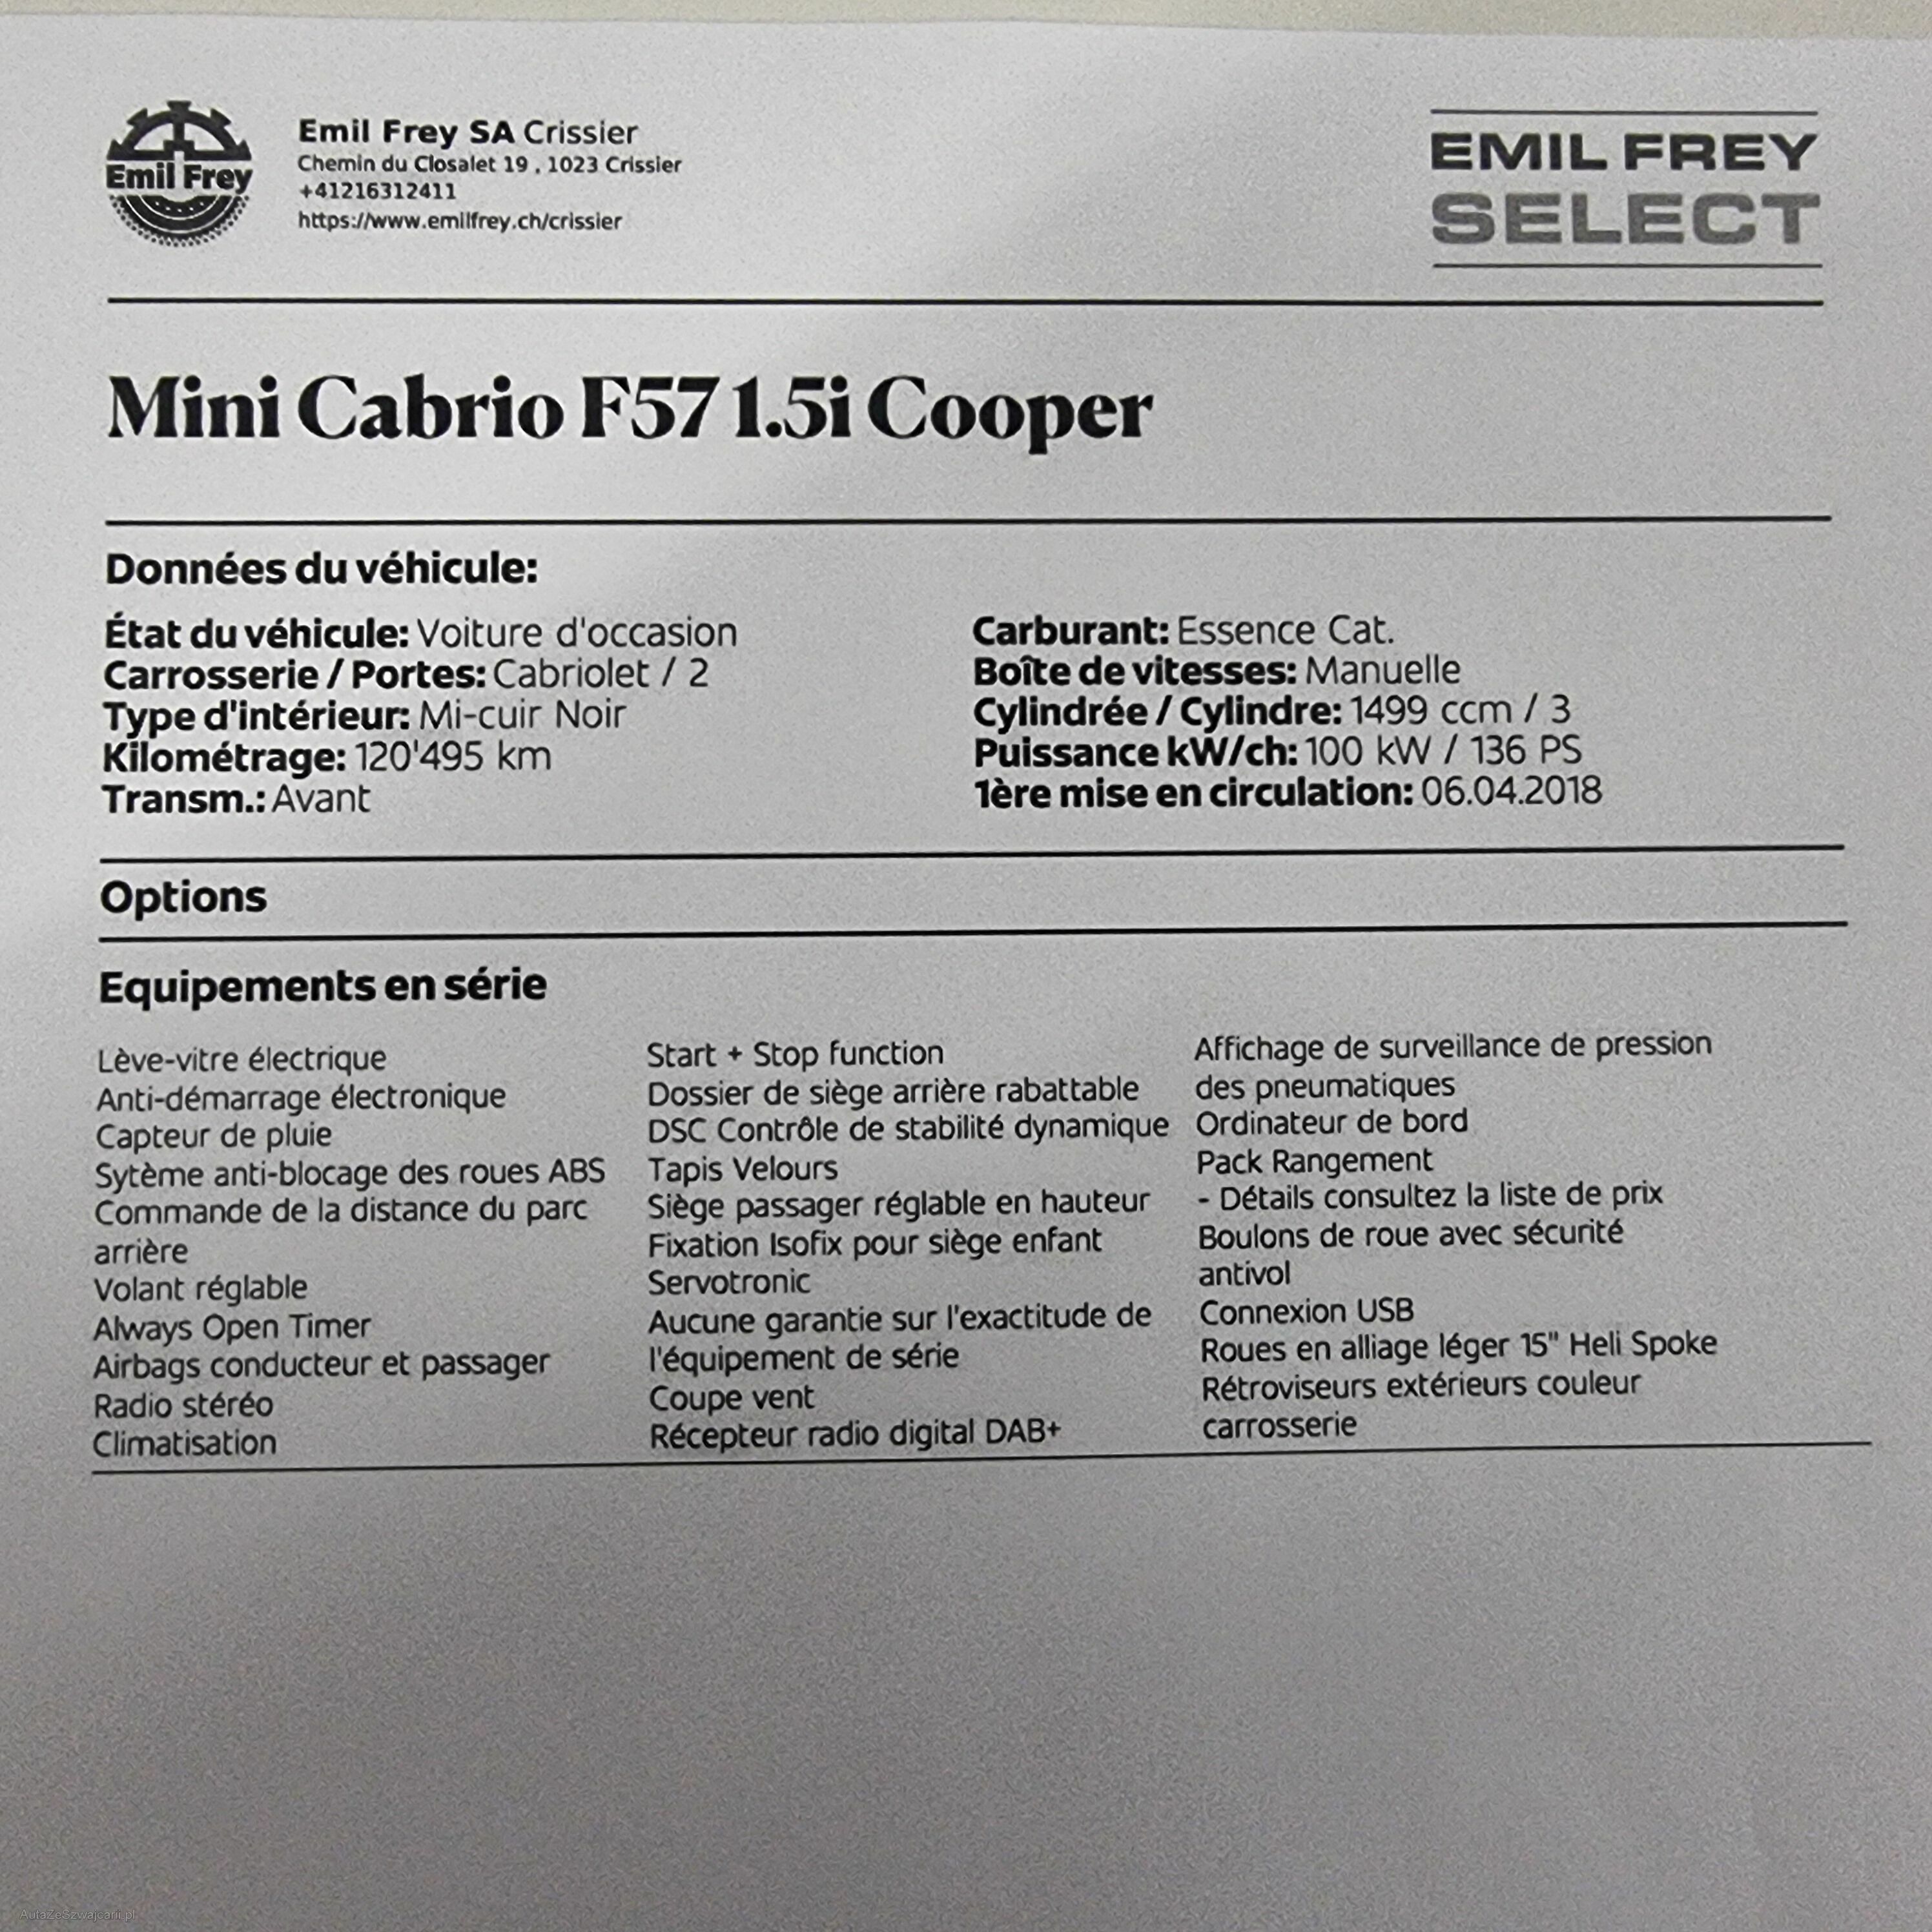 Emil Frey
Emil Frey SA Crissier
Chemin du Closalet 19 , 1023 Crissier
+41216312411
https://www.emilfrey.ch/crissier
EMIL FREY
SELECT
Mini Cabrio F57 1.5i Cooper
Données du véhicule:
État du véhicule: Voiture d'occasion
Carrosserie / Portes: Cabriolet / 2
Type d'intérieur: Mi-cuir Noir
Kilométrage: 120'495 km
Transm.: Avant
Carburant: Essence Cat.
Boîte de vitesses: Manuelle
Cylindrée / Cylindre: 1499 ccm / 3
Puissance kW/ch: 100 kW / 136 PS
1ère mise en circulation: 06.04.2018
Options
Equipements en série
Lève-vitre électrique
Anti-démarrage électronique
Capteur de pluie
Sytème anti-blocage des roues ABS
Commande de la distance du parc
arrière
Volant réglable
Always Open Timer
Airbags conducteur et passager
Radio stéréo
Climatisation
Start + Stop function
Dossier de siège arrière rabattable
DSC Contrôle de stabilité dynamique
Tapis Velours
Siège passager réglable en hauteur
Fixation Isofix pour siège enfant
Servotronic
Aucune garantie sur l'exactitude de
l'équipement de série
Coupe vent
Récepteur radio digital DAB+
Affichage de surveillance de pression
des pneumatiques
Ordinateur de bord
Pack Rangement
- Détails consultez la liste de prix
Boulons de roue avec sécurité
antivol
Connexion USB
Roues en alliage léger 15" Heli Spoke
Rétroviseurs extérieurs couleur
carrosserie
AutaZeSzwajcarii.pl